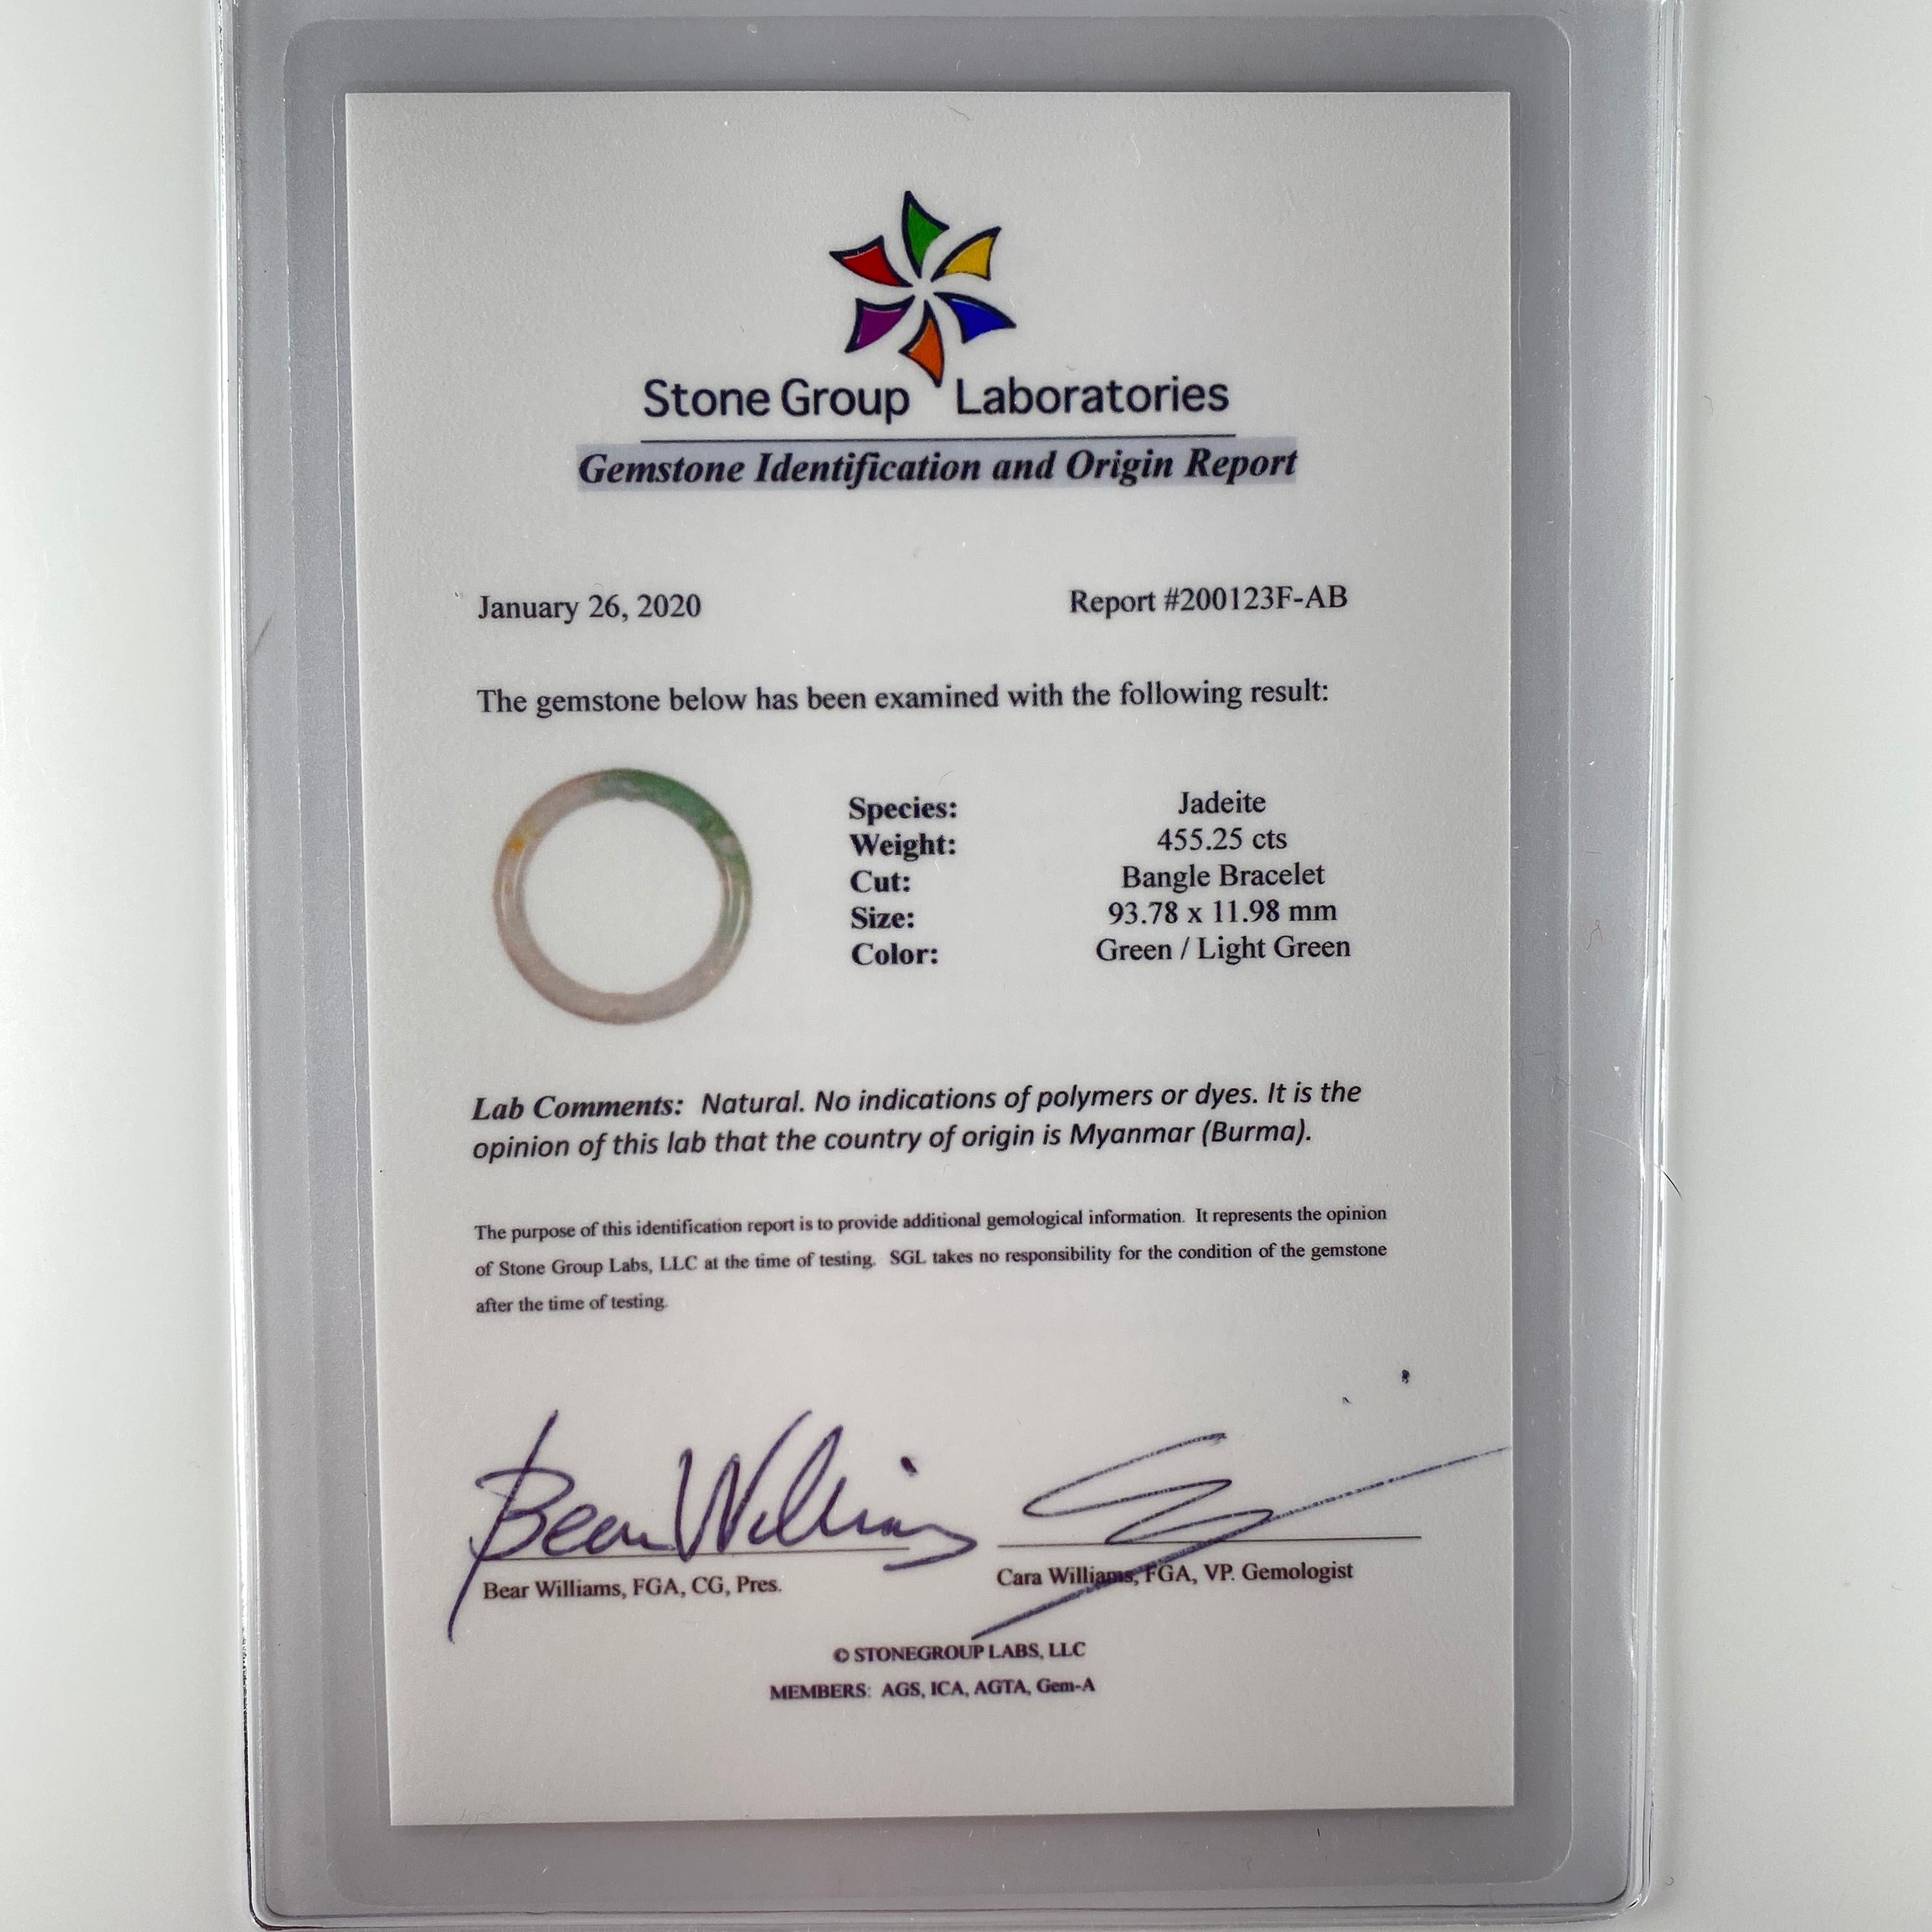 Stone Group Laboratories
Gemstone Identification and Origin Report
January 26, 2020 Report #200123F-AB
The gemstone below has been examined with the following result:
Species: Jadeite
Weight: 455.25 cts
Cut: Bangle Bracelet
Size: 93.78 x 11.98 mm
Color: Green / Light Green
Lab Comments: Natural. No indications of polymers or dyes. It is the
opinion of this lab that the country of origin is Myanmar (Burma).
The purpose of this identification report is to provide additional gemological information. It represents the opinion
of Stone Group Labs, LLC at the time of testing. SGL takes no responsibility for the condition of the gemstone
after the time of testing.
Bear Williams
Bear Williams, FGA, CG, Pres. Cara Williams, FGA, VP. Gemologist
© STONEGROUP LABS, LLC
MEMBERS: AGS, ICA, AGTA, Gem-A